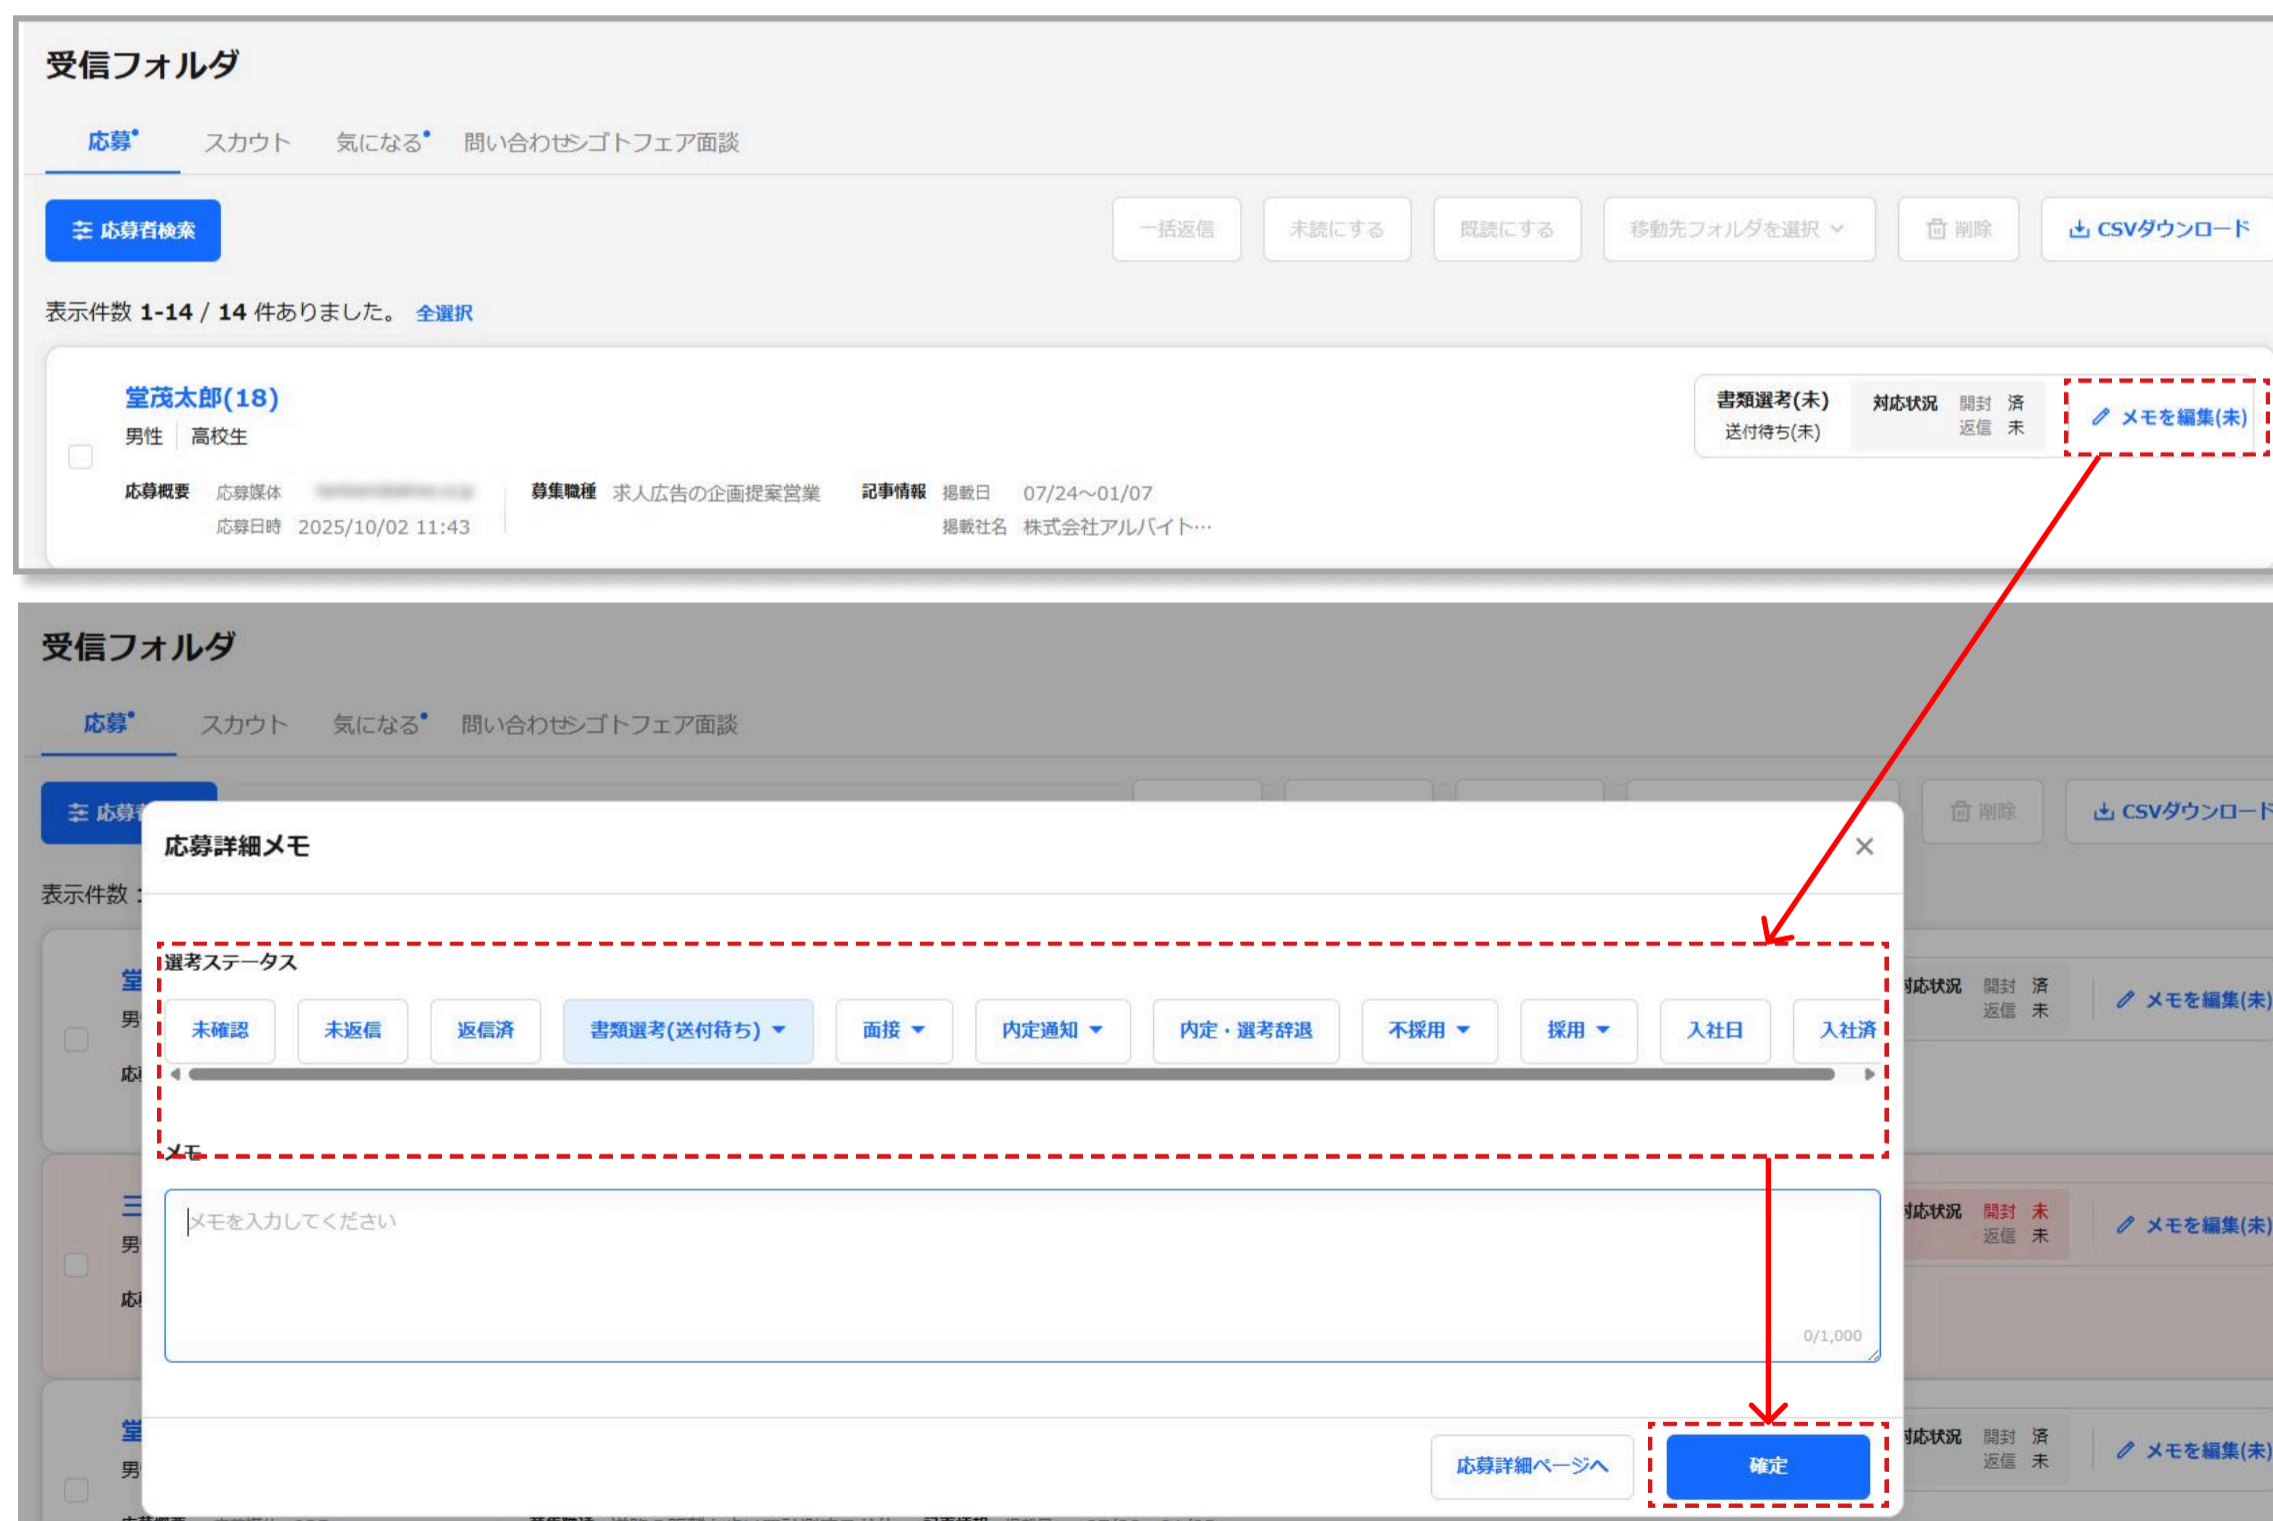 受信フォルダ
応募 スカウト 気になる 問い合わせ シゴトフェア面談
応募者検索 一括返信 未読にする 既読にする 移動先フォルダを選択 削除 CSVダウンロード
表示件数 1-14 / 14 件ありました。 全選択
堂茂太郎(18)
男性 高校生
書類選考(未) 対応状況 開封 済 メモを編集(未)
送付待ち(未) 返信 未
応募概要 応募媒体 募集職種 求人広告の企画提案営業 記事情報 掲載日 07/24～01/07
応募日時 2025/10/02 11:43 掲載社名 株式会社アルバイト…
受信フォルダ
応募 スカウト 気になる 問い合わせ シゴトフェア面談
応募 削除 CSVダウンロード
応募詳細メモ
表示件数
選考ステータス
未確認 未返信 返信済 書類選考(送付待ち) 面接 内定通知 内定・選考辞退 不採用 採用 入社日 入社済
堂 対応状況 開封 済 メモを編集(未)
男 返信 未
応
メモ
メモを入力してください
0/1,000
三 対応状況 開封 未 メモを編集(未)
男 返信 未
応
応募詳細ページへ 確定
堂 対応状況 開封 済 メモを編集(未)
男 返信 未